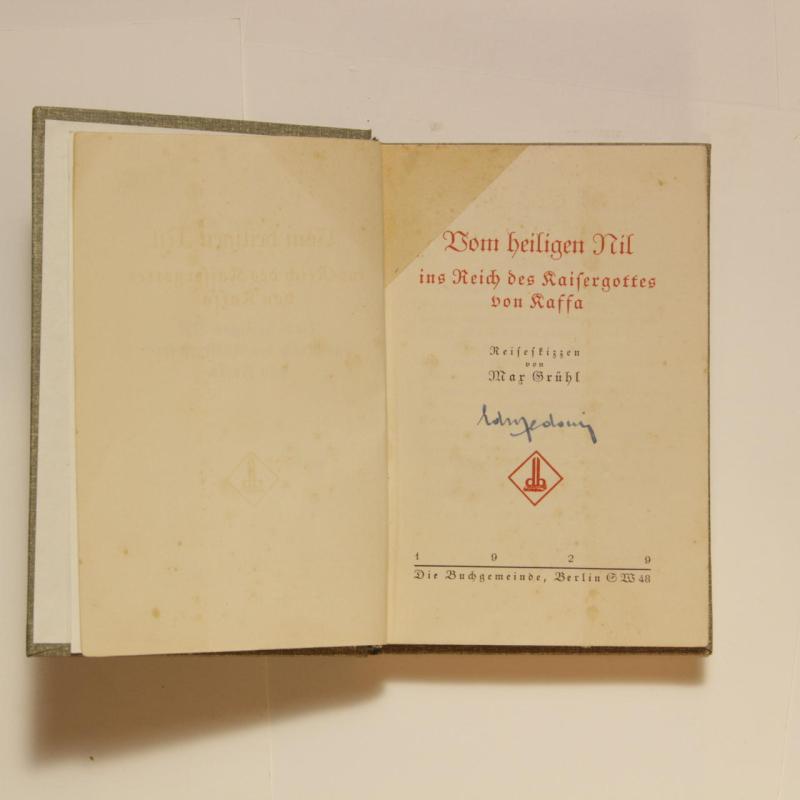 Vom heiligen Nil
ins Reich des Kaisergottes
von Kaffa
Reiseskizzen
von
Max Grühl
db
1929
Die Buchgemeinde, Berlin SW 48